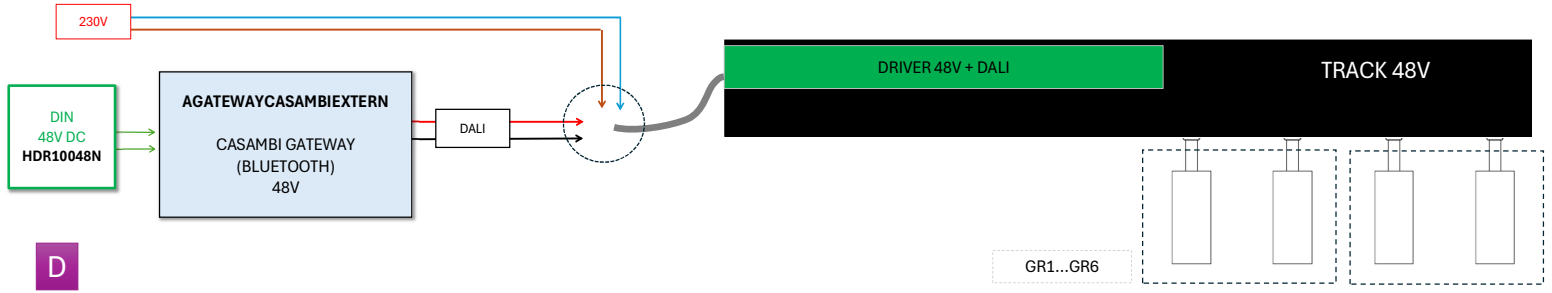 230V
DRIVER 48V + DALI
TRACK 48V
DIN
48V DC
HDR10048N
AGATEWAYCASAMBIEXTERN
CASAMBI GATEWAY
(BLUETOOTH)
48V
DALI
D
GR1...GR6